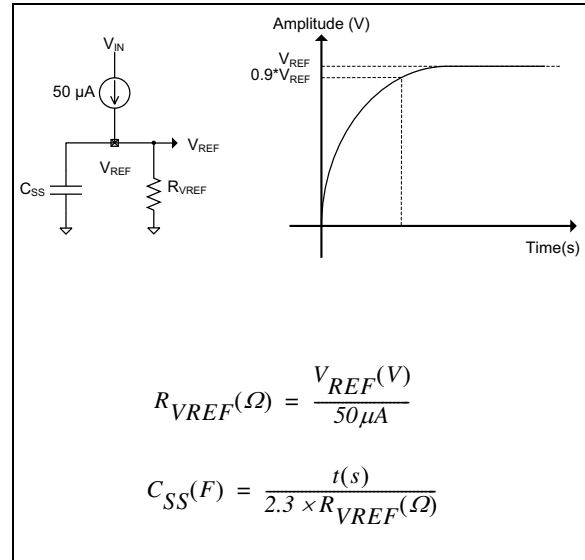 Amplitude (V)
V_IN
V_REF
0.9*V_REF
50 µA
V_REF
V_REF
C_SS
R_VREF
Time(s)
R_VREF(Ω) = V_REF(V) / 50µA
C_SS(F) = t(s) / 2.3 × R_VREF(Ω)